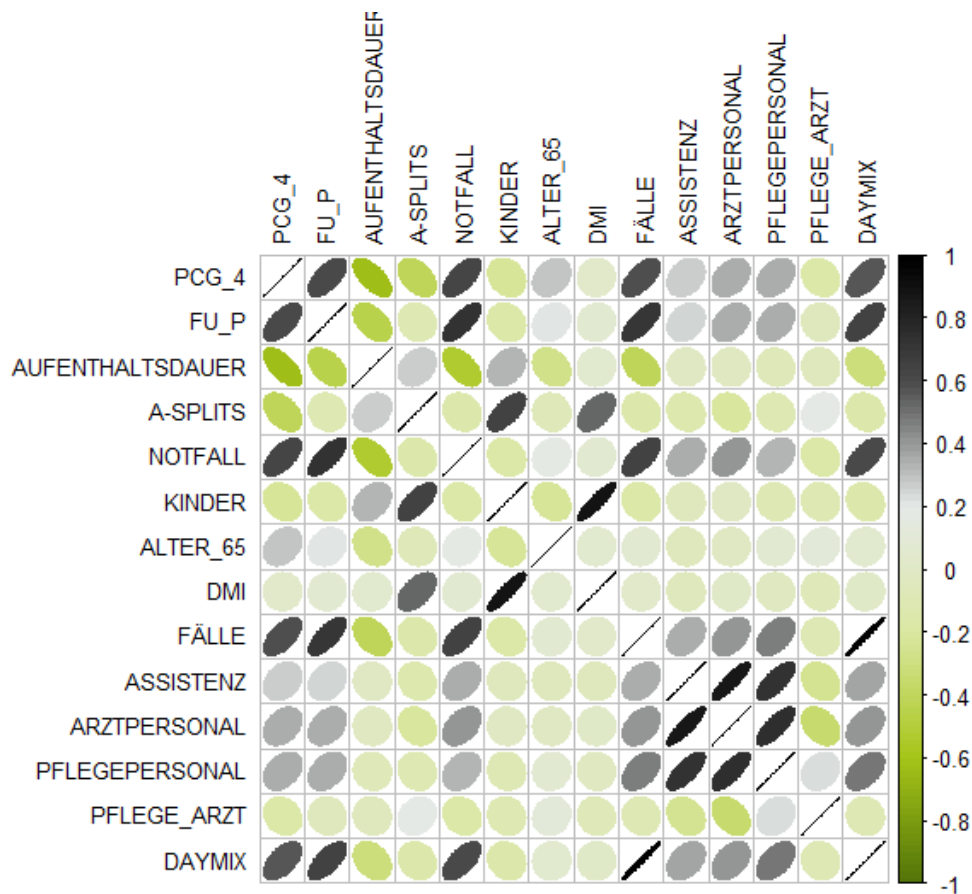 PCG_4
FU_P
AUFENTHALTSDAUER
A-SPLITS
NOTFALL
KINDER
ALTER_65
DMI
FÄLLE
ASSISTENZ
ARZTPERSONAL
PFLEGEPERSONAL
PFLEGE_ARZT
DAYMIX
PCG_4
FU_P
AUFENTHALTSDAUER
A-SPLITS
NOTFALL
KINDER
ALTER_65
DMI
FÄLLE
ASSISTENZ
ARZTPERSONAL
PFLEGEPERSONAL
PFLEGE_ARZT
DAYMIX
1
0.8
0.6
0.4
0.2
0
-0.2
-0.4
-0.6
-0.8
-1